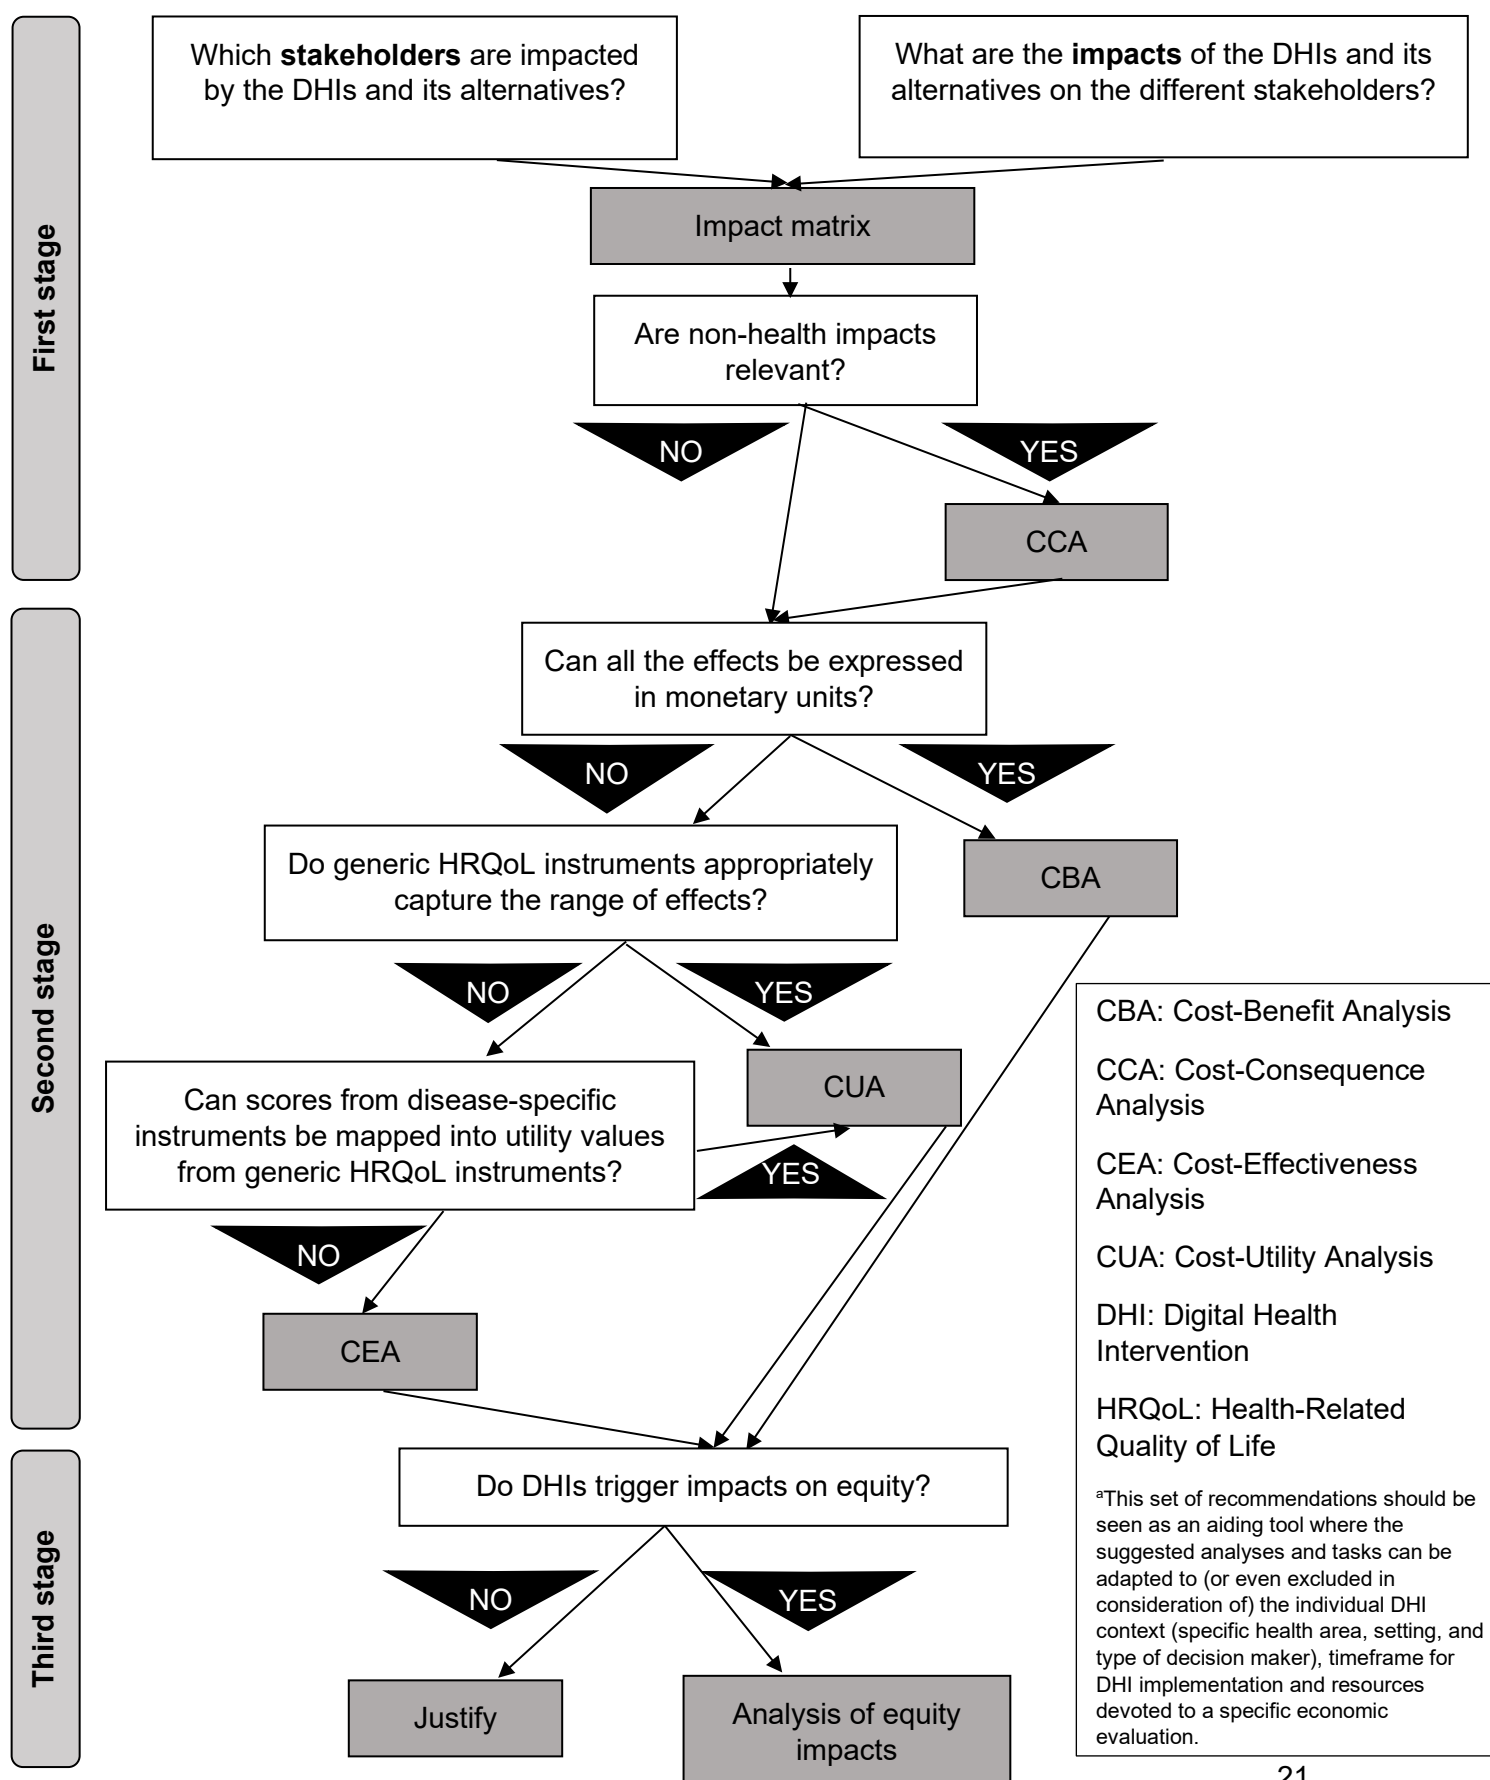 First stage
Which stakeholders are impacted
by the DHIs and its alternatives?
What are the impacts of the DHIs and its
alternatives on the different stakeholders?
Impact matrix
Are non-health impacts
relevant?
NO
YES
CCA
Second stage
Can all the effects be expressed
in monetary units?
NO
YES
Do generic HRQoL instruments appropriately
capture the range of effects?
CBA
NO
YES
Can scores from disease-specific
instruments be mapped into utility values
from generic HRQoL instruments?
CUA
YES
NO
CEA
Third stage
Do DHIs trigger impacts on equity?
NO
YES
Justify
Analysis of equity
impacts
CBA: Cost-Benefit Analysis
CCA: Cost-Consequence
Analysis
CEA: Cost-Effectiveness
Analysis
CUA: Cost-Utility Analysis
DHI: Digital Health
Intervention
HRQoL: Health-Related
Quality of Life
ᵃThis set of recommendations should be
seen as an aiding tool where the
suggested analyses and tasks can be
adapted to (or even excluded in
consideration of) the individual DHI
context (specific health area, setting, and
type of decision maker), timeframe for
DHI implementation and resources
devoted to a specific economic
evaluation.
21